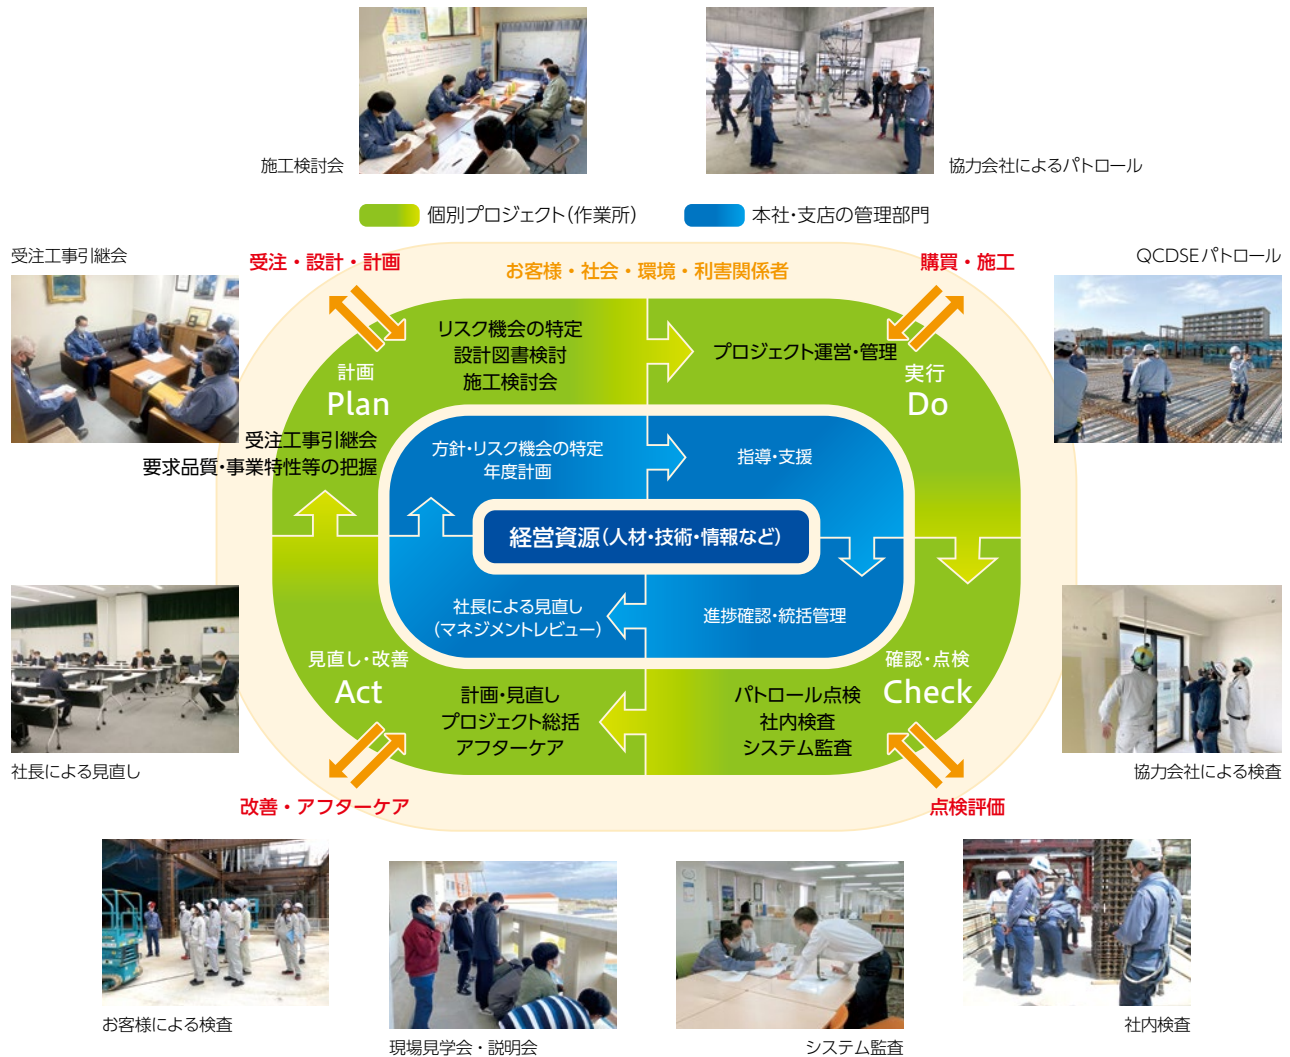 施工検討会
協力会社によるパトロール
個別プロジェクト(作業所)
本社・支店の管理部門
受注工事引継会
受注・設計・計画
お客様・社会・環境・利害関係者
購買・施工
QCDSEパトロール
リスク機会の特定
設計図書検討
施工検討会
プロジェクト運営・管理
計画
Plan
実行
Do
受注工事引継会
要求品質・事業特性等の把握
方針・リスク機会の特定
年度計画
指導・支援
経営資源(人材・技術・情報など)
社長による見直し
(マネジメントレビュー)
進捗確認・統括管理
見直し・改善
Act
確認・点検
Check
計画・見直し
プロジェクト総括
アフターケア
パトロール点検
社内検査
システム監査
社長による見直し
協力会社による検査
改善・アフターケア
点検評価
お客様による検査
現場見学会・説明会
システム監査
社内検査